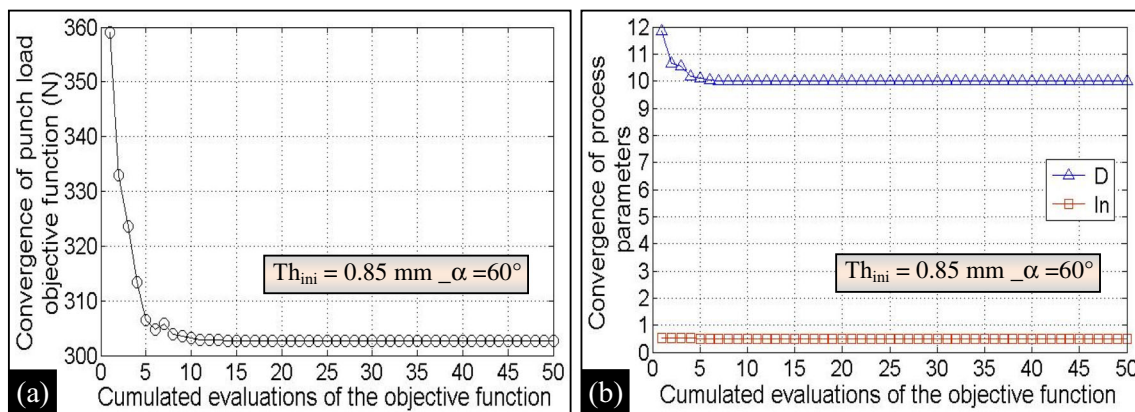 Convergence of punch load
objective function (N)
360
350
340
330
320
310
300
Th_ini = 0.85 mm _α =60°
0 5 10 15 20 25 30 35 40 45 50
Cumulated evaluations of the objective function
(a)
Convergence of process
parameters
12
11
10
9
8
7
6
5
4
3
2
1
0
D
In
Th_ini = 0.85 mm _α =60°
0 5 10 15 20 25 30 35 40 45 50
Cumulated evaluations of the objective function
(b)